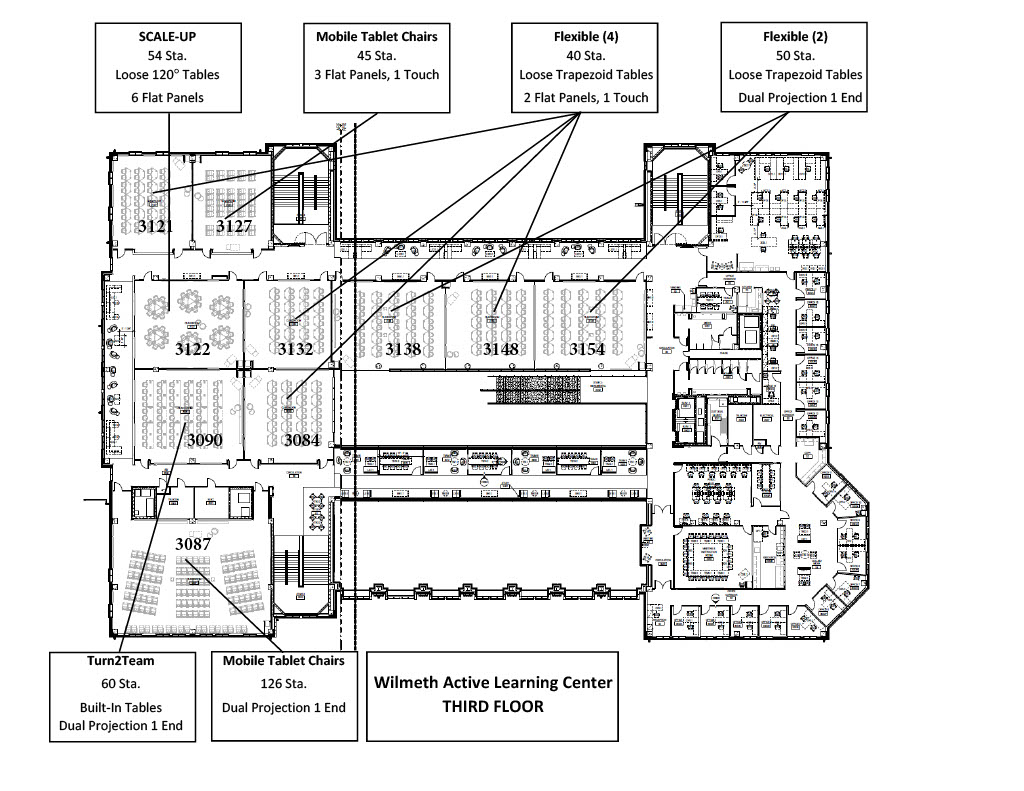 SCALE-UP
54 Sta.
Loose 120° Tables
6 Flat Panels
Mobile Tablet Chairs
45 Sta.
3 Flat Panels, 1 Touch
Flexible (4)
40 Sta.
Loose Trapezoid Tables
2 Flat Panels, 1 Touch
Flexible (2)
50 Sta.
Loose Trapezoid Tables
Dual Projection 1 End
3121
3127
3122
3132
3138
3148
3154
3090
3084
3087
Turn2Team
60 Sta.
Built-In Tables
Dual Projection 1 End
Mobile Tablet Chairs
126 Sta.
Dual Projection 1 End
Wilmeth Active Learning Center
THIRD FLOOR